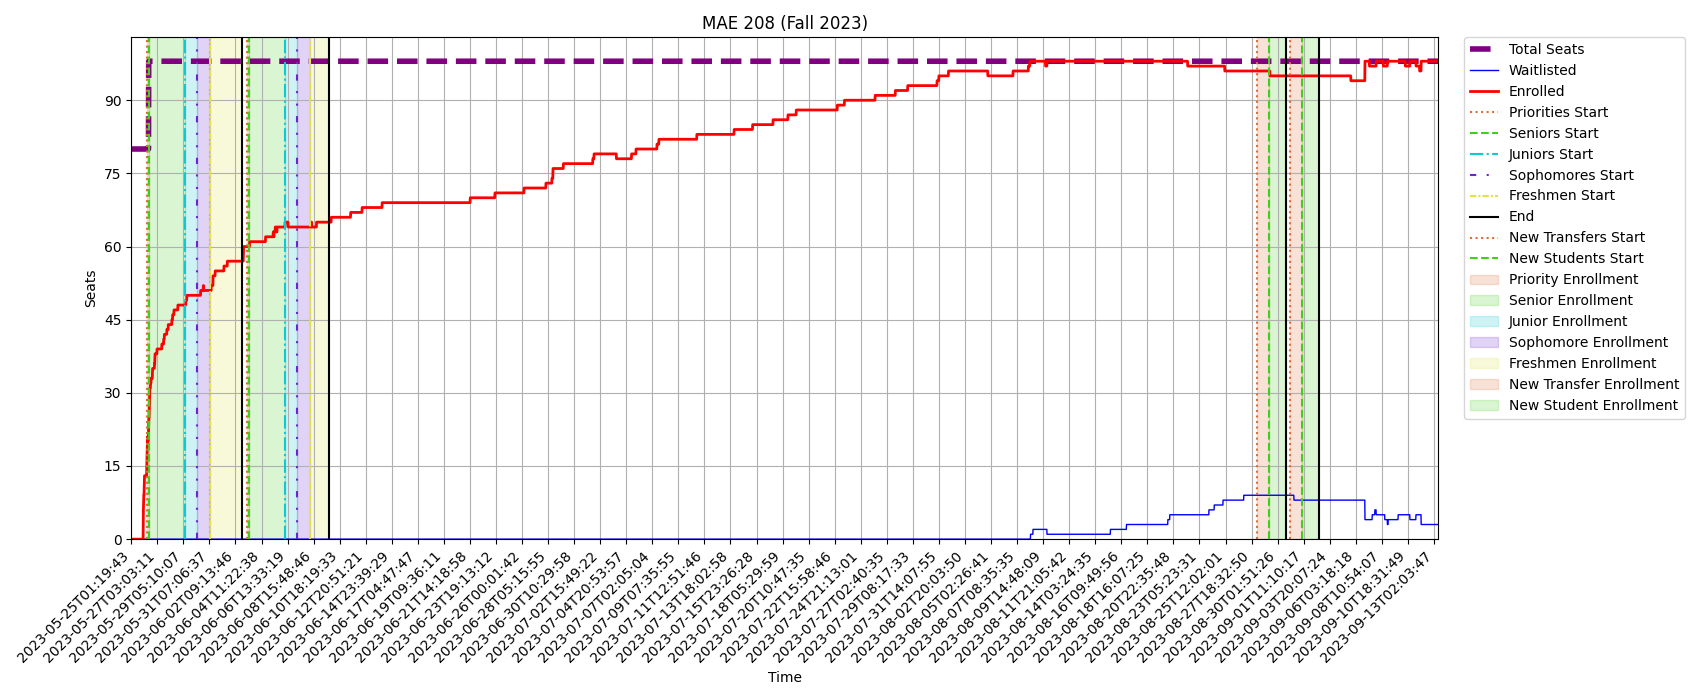 MAE 208 (Fall 2023)
Seats
90
75
60
45
30
15
0
2023-05-25T01:19:43
2023-05-27T03:03:11
2023-05-29T05:10:07
2023-05-31T07:06:37
2023-06-02T09:13:46
2023-06-04T11:22:38
2023-06-06T13:33:19
2023-06-08T15:48:46
2023-06-10T18:19:33
2023-06-12T20:51:21
2023-06-14T23:39:29
2023-06-17T04:47:47
2023-06-19T09:36:11
2023-06-21T14:18:58
2023-06-23T19:13:12
2023-06-26T00:01:42
2023-06-28T05:15:55
2023-06-30T10:29:58
2023-07-02T15:49:22
2023-07-04T20:53:57
2023-07-07T02:05:04
2023-07-09T07:35:55
2023-07-11T12:51:46
2023-07-13T18:02:58
2023-07-15T23:26:28
2023-07-18T05:29:59
2023-07-20T10:47:35
2023-07-22T15:58:46
2023-07-24T21:13:01
2023-07-27T02:40:35
2023-07-29T08:17:33
2023-07-31T14:07:55
2023-08-02T20:03:50
2023-08-05T02:26:41
2023-08-07T08:35:35
2023-08-09T14:48:09
2023-08-11T21:05:42
2023-08-14T03:24:35
2023-08-16T09:49:56
2023-08-18T16:07:25
2023-08-20T22:35:48
2023-08-23T05:23:31
2023-08-25T12:02:01
2023-08-27T18:32:50
2023-08-30T01:51:26
2023-09-01T11:10:17
2023-09-03T20:07:24
2023-09-06T03:18:18
2023-09-08T10:54:07
2023-09-10T18:31:49
2023-09-13T02:03:47
Time
Total Seats
Waitlisted
Enrolled
Priorities Start
Seniors Start
Juniors Start
Sophomores Start
Freshmen Start
End
New Transfers Start
New Students Start
Priority Enrollment
Senior Enrollment
Junior Enrollment
Sophomore Enrollment
Freshmen Enrollment
New Transfer Enrollment
New Student Enrollment